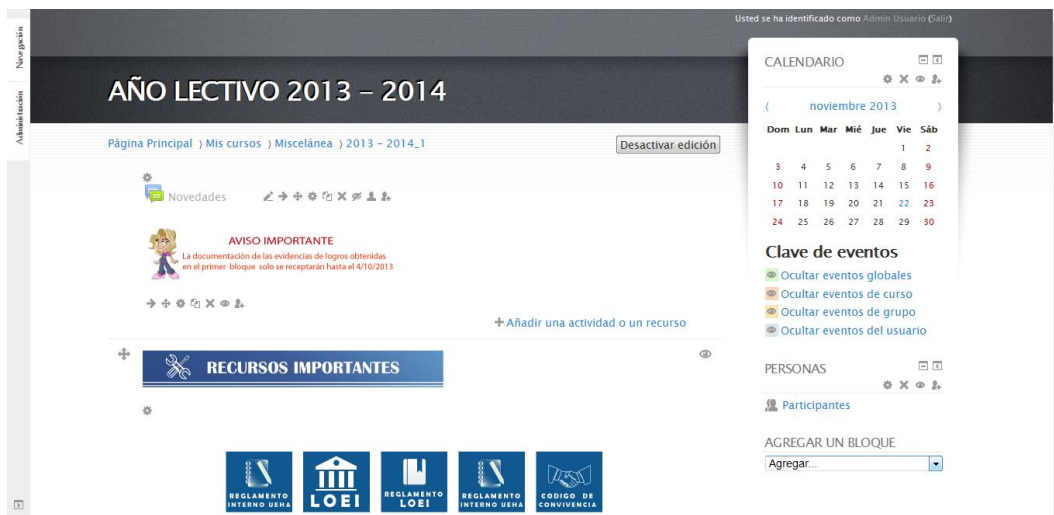 Usted se ha identificado como Admin Usuario (Salir)
Navegación
Administración
AÑO LECTIVO 2013 – 2014
Página Principal ) Mis cursos ) Miscelánea ) 2013 – 2014_1
Desactivar edición
Novedades
AVISO IMPORTANTE
La documentación de las evidencias de logros obtenidas
en el primer bloque solo se receptarán hasta el 4/10/2013
Añadir una actividad o un recurso
RECURSOS IMPORTANTES
REGLAMENTO
INTERNO UEHA
LOEI
REGLAMENTO
LOEI
REGLAMENTO
INTERNO UEHA
CODIGO DE
CONVIVENCIA
CALENDARIO
( noviembre 2013 )
Dom Lun Mar Mié Jue Vie Sáb
1 2
3 4 5 6 7 8 9
10 11 12 13 14 15 16
17 18 19 20 21 22 23
24 25 26 27 28 29 30
Clave de eventos
Ocultar eventos globales
Ocultar eventos de curso
Ocultar eventos de grupo
Ocultar eventos del usuario
PERSONAS
Participantes
AGREGAR UN BLOQUE
Agregar...